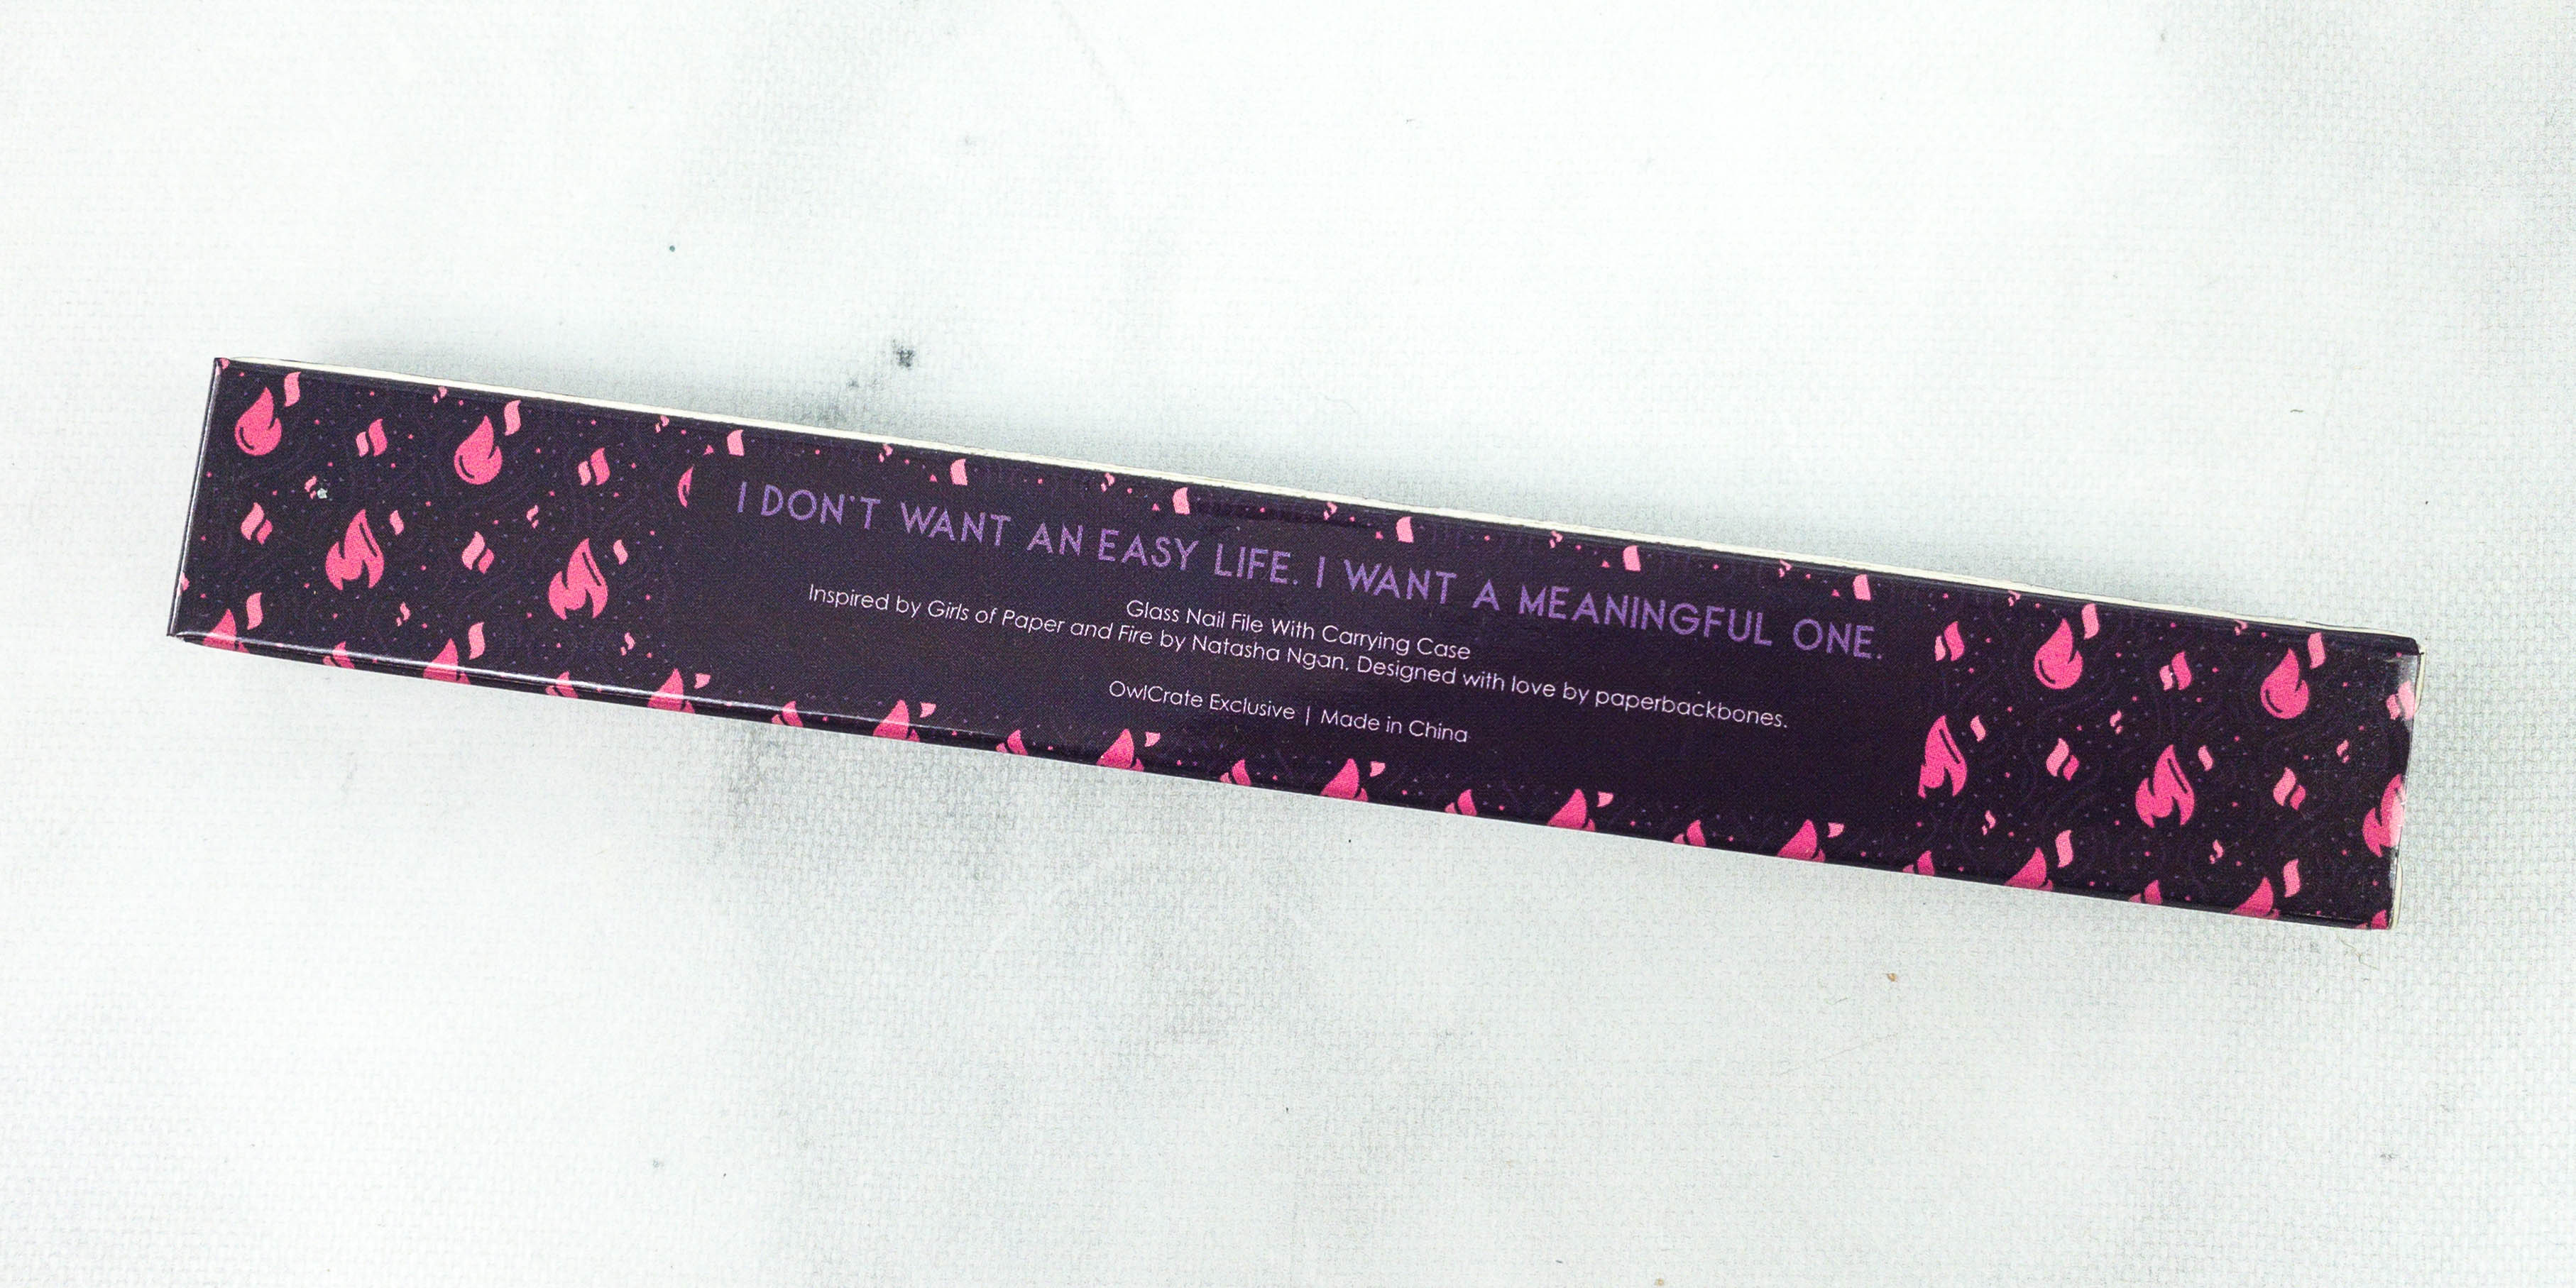 I DON'T WANT AN EASY LIFE. I WANT A MEANINGFUL ONE.
Glass Nail File With Carrying Case
Inspired by Girls of Paper and Fire by Natasha Ngan. Designed with love by paperbackbones.
OwlCrate Exclusive | Made in China